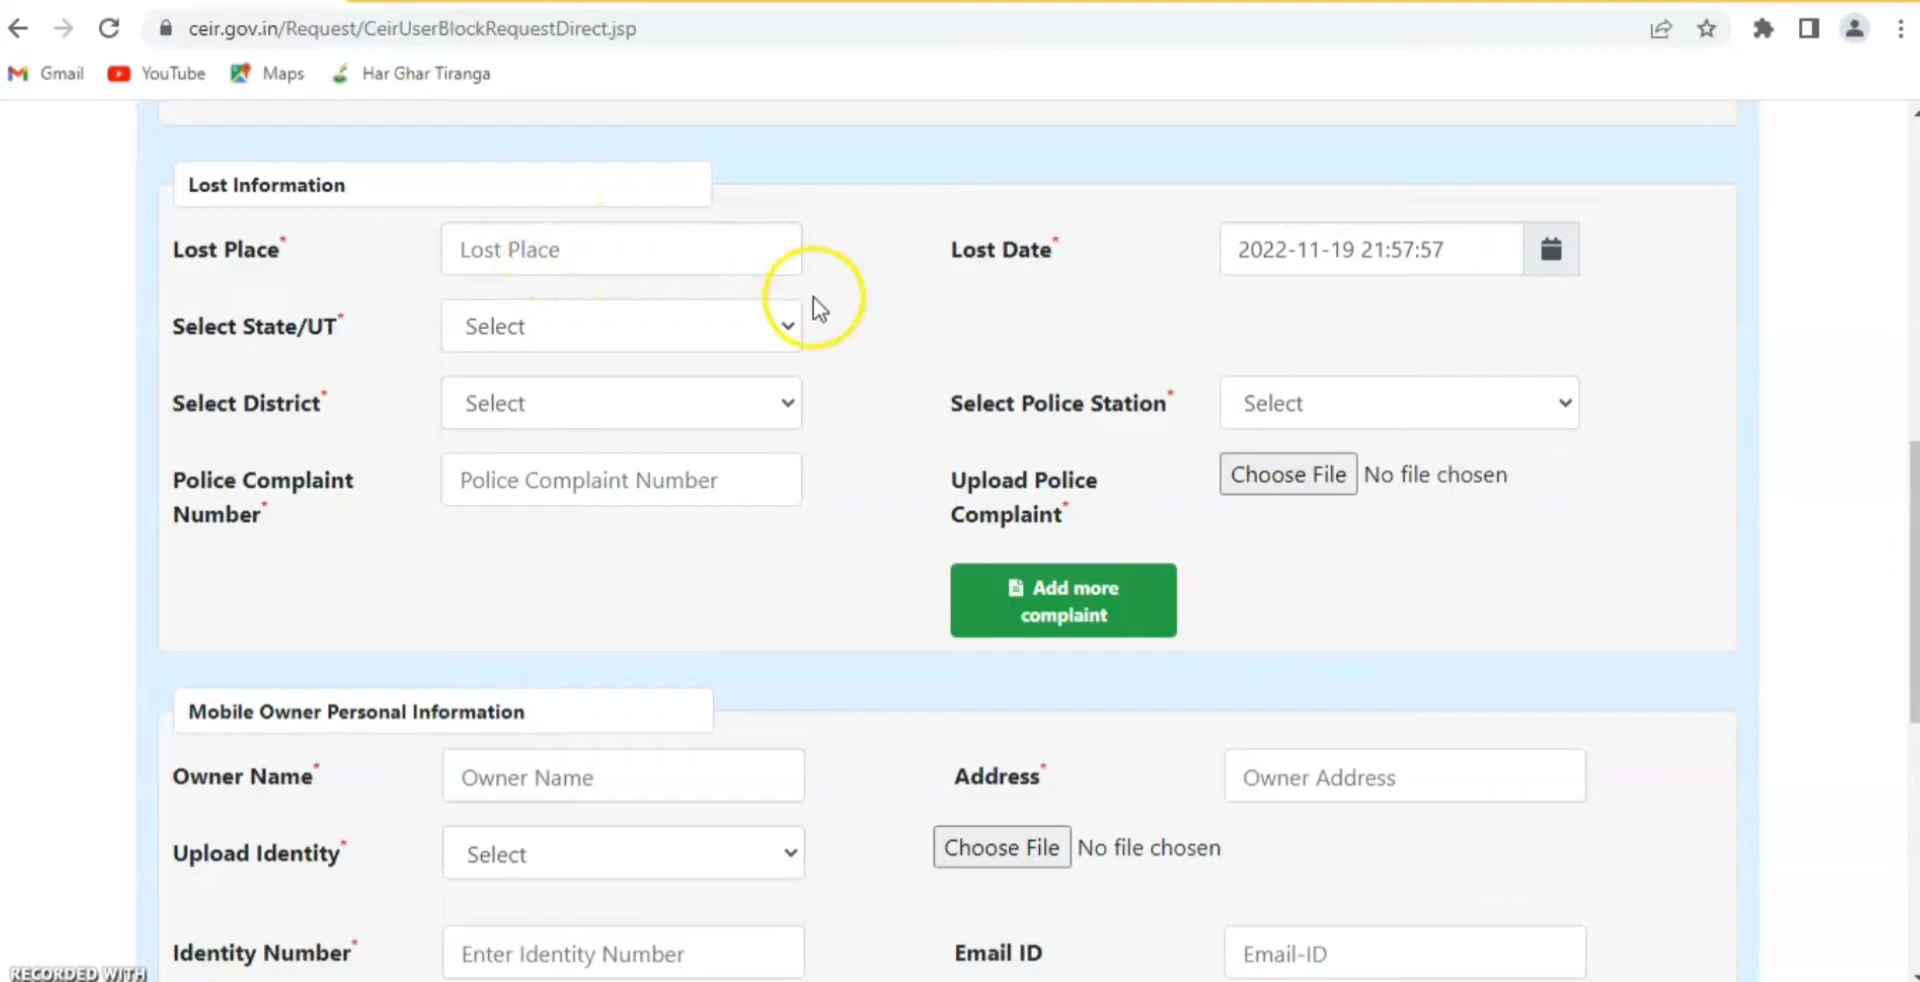 ceir.gov.in/Request/CeirUserBlockRequestDirect.jsp
Gmail YouTube Maps Har Ghar Tiranga
Lost Information
Lost Place* Lost Place Lost Date* 2022-11-19 21:57:57
Select State/UT* Select
Select District* Select Select Police Station* Select
Police Complaint Number* Police Complaint Number Upload Police Complaint* Choose File No file chosen
Add more
complaint
Mobile Owner Personal Information
Owner Name* Owner Name Address* Owner Address
Upload Identity* Select Choose File No file chosen
Identity Number* Enter Identity Number Email ID Email-ID
RECORDED WITH